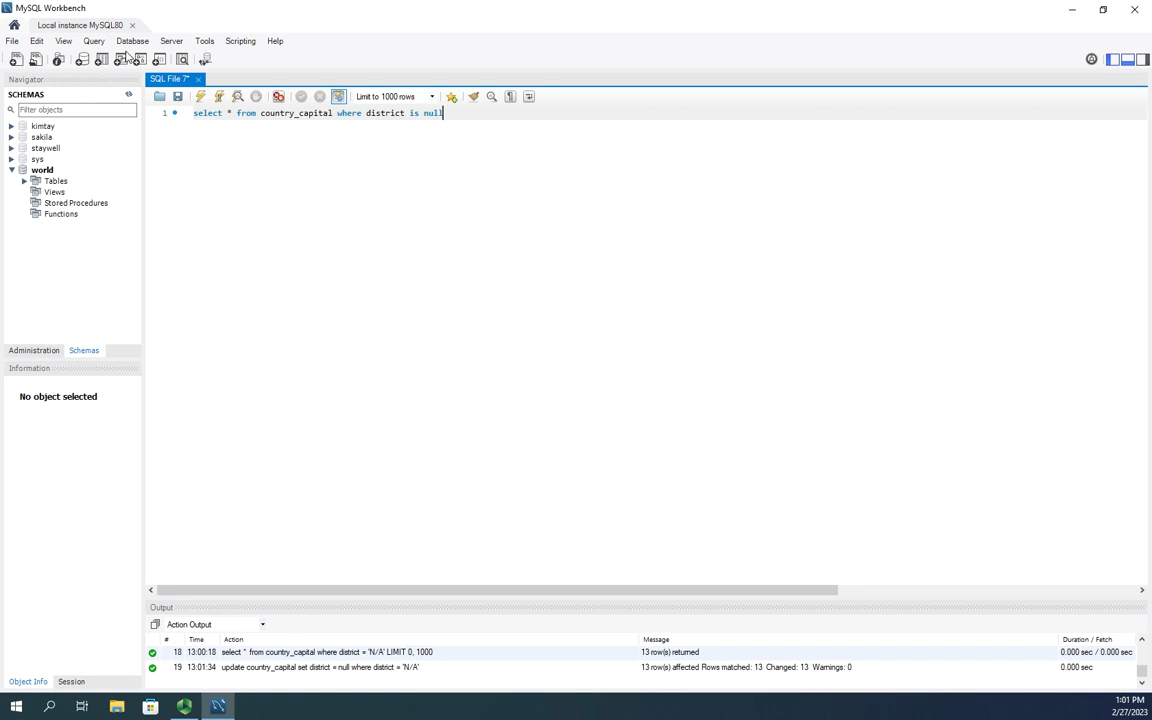 MySQL Workbench
Local instance MySQL80
File Edit View Query Database Server Tools Scripting Help
Navigator
SQL File 7*
SCHEMAS
Limit to 1000 rows
Filter objects
1 select * from country_capital where district is null
kimtay
sakila
staywell
sys
world
Tables
Views
Stored Procedures
Functions
Administration Schemas
Information
No object selected
Output
Action Output
# Time Action Message Duration / Fetch
18 13:00:18 select * from country_capital where district = 'N/A' LIMIT 0, 1000 13 row(s) returned 0.000 sec / 0.000 sec
19 13:01:34 update country_capital set district = null where district = 'N/A' 13 row(s) affected Rows matched: 13 Changed: 13 Warnings: 0 0.000 sec
Object Info Session
1:01 PM
2/27/2023